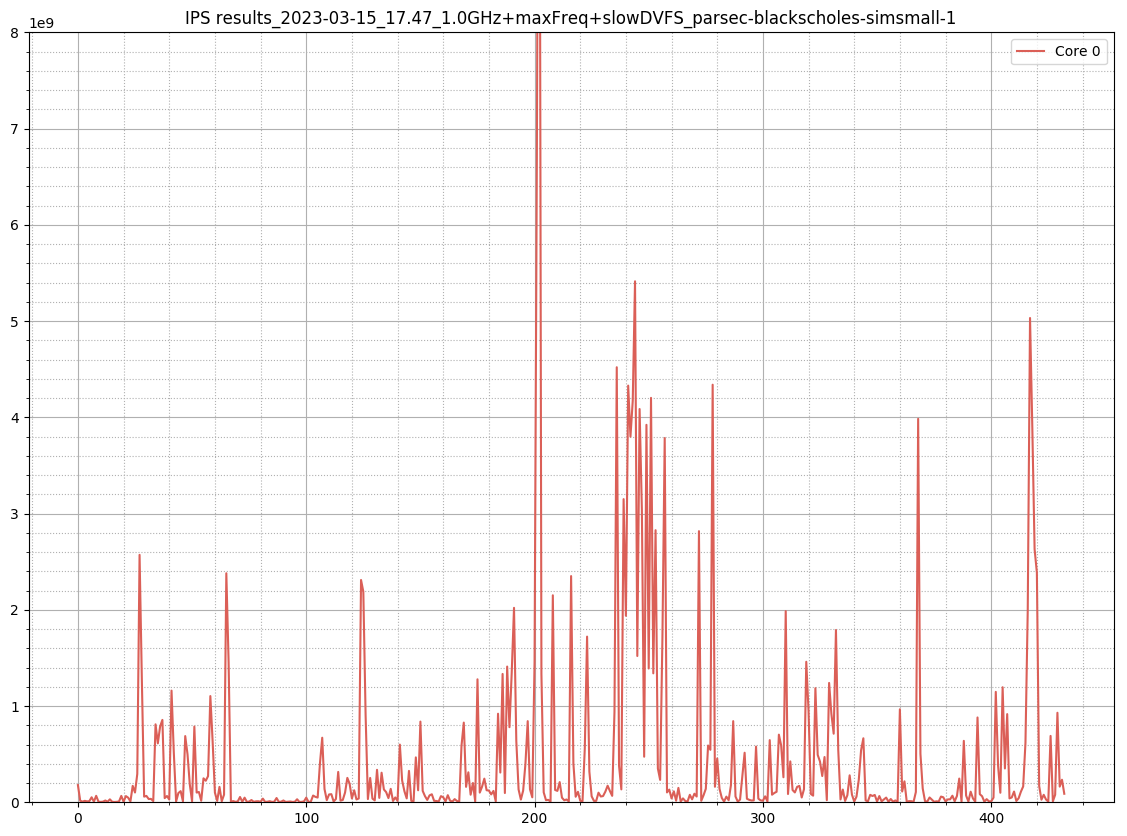 IPS results_2023-03-15_17.47_1.0GHz+maxFreq+slowDVFS_parsec-blackscholes-simsmall-1
1e9
Core 0
8
7
6
5
4
3
2
1
0
0 100 200 300 400